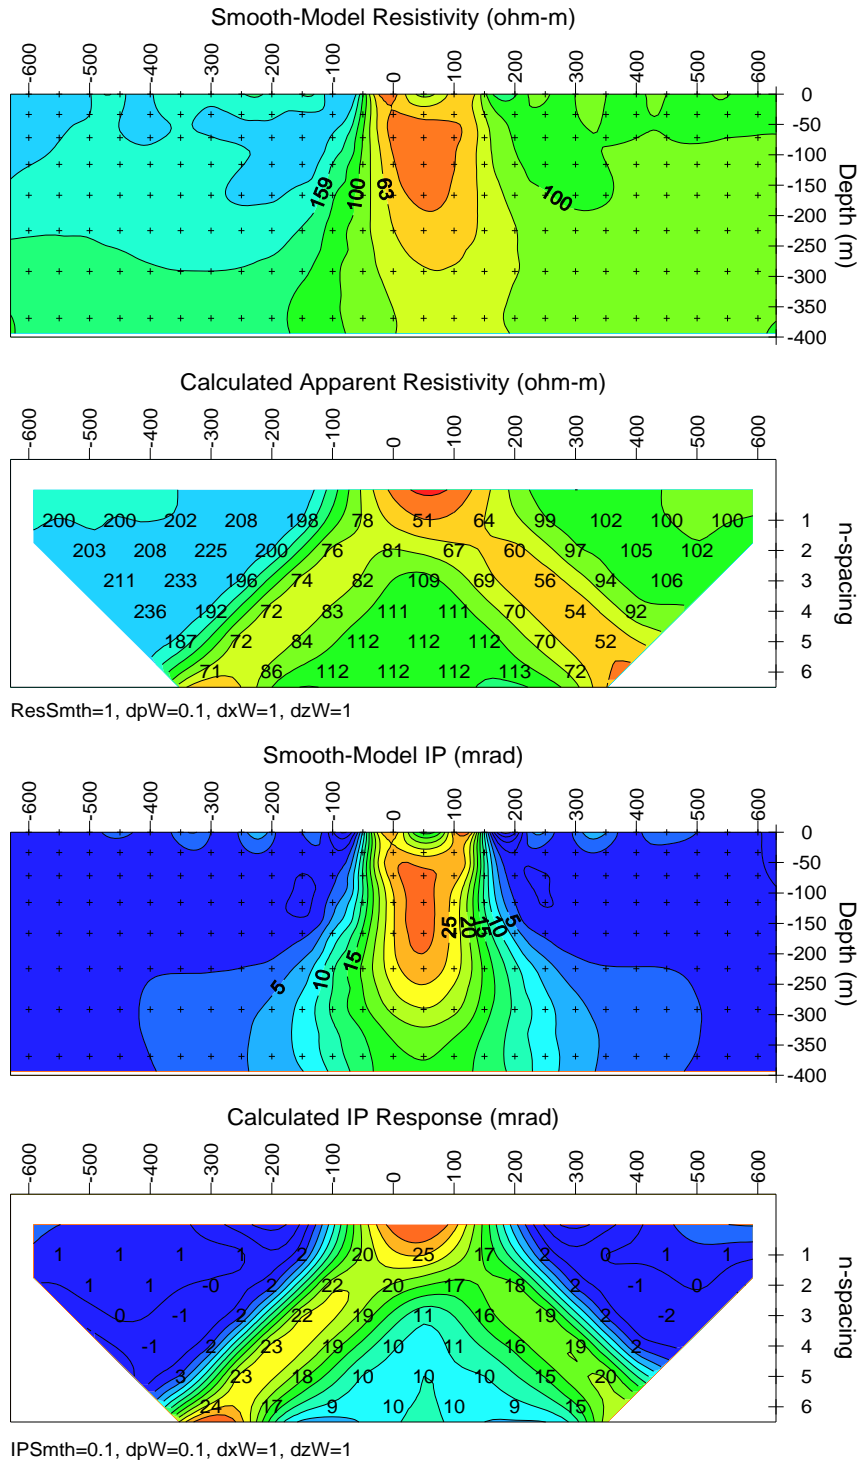 Smooth-Model Resistivity (ohm-m)
-600 -500 -400 -300 -200 -100 0 100 200 300 400 500 600
0
-50
-100
-150
-200
-250
-300
-350
-400
Depth (m)
159 100 63 100
Calculated Apparent Resistivity (ohm-m)
-600 -500 -400 -300 -200 -100 0 100 200 300 400 500 600
200 200 202 208 198 78 51 64 99 102 100 100 1
203 208 225 200 76 81 67 60 97 105 102 2
211 233 196 74 82 109 69 56 94 106 3
236 192 72 83 111 111 70 54 92 4
187 72 84 112 112 112 70 52 5
71 86 112 112 112 113 72 6
n-spacing
ResSmth=1, dpW=0.1, dxW=1, dzW=1
Smooth-Model IP (mrad)
-600 -500 -400 -300 -200 -100 0 100 200 300 400 500 600
0
-50
-100
-150
-200
-250
-300
-350
-400
Depth (m)
5 10 15 25 20 15 10 5
Calculated IP Response (mrad)
-600 -500 -400 -300 -200 -100 0 100 200 300 400 500 600
1 1 1 1 2 20 25 17 2 0 1 1 1
1 1 -0 2 22 20 17 18 2 -1 0 2
0 -1 2 22 19 11 16 19 2 -2 3
-1 2 23 19 10 11 16 19 2 4
3 23 18 10 10 10 15 20 5
24 17 9 10 10 9 15 6
n-spacing
IPSmth=0.1, dpW=0.1, dxW=1, dzW=1